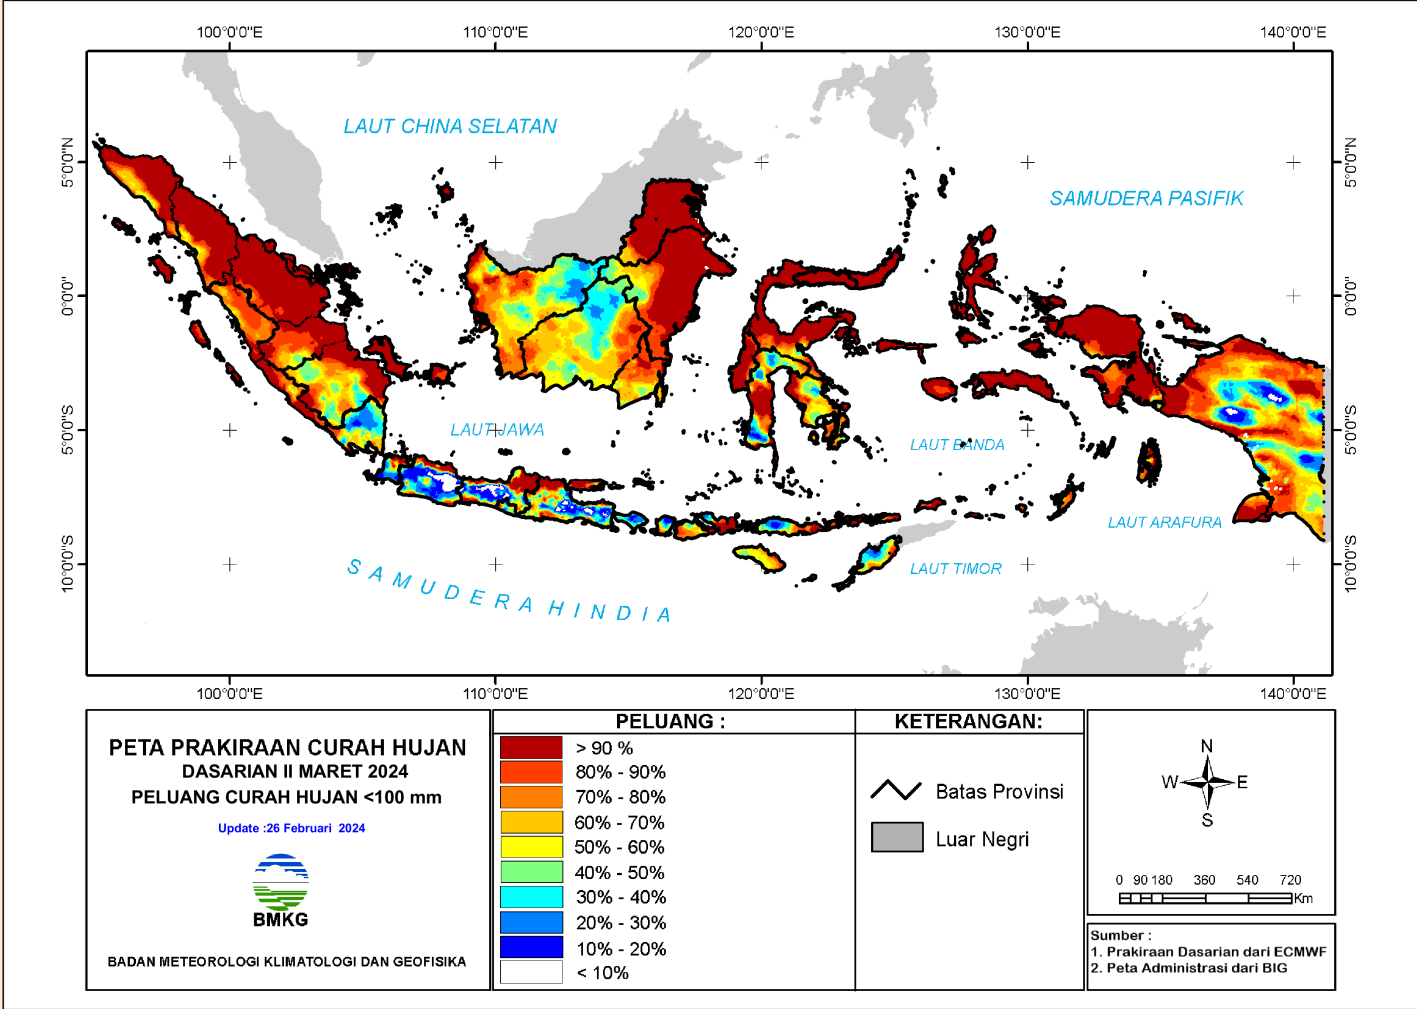 100°0'0"E 110°0'0"E 120°0'0"E 130°0'0"E 140°0'0"E
5°0'0"N 5°0'0"N
0°0'0" 0°0'0"
5°0'0"S 5°0'0"S
10°0'0"S 10°0'0"S
LAUT CHINA SELATAN
SAMUDERA PASIFIK
LAUT JAWA
LAUT BANDA
LAUT ARAFURA
LAUT TIMOR
SAMUDERA HINDIA
100°0'0"E 110°0'0"E 120°0'0"E 130°0'0"E 140°0'0"E
PETA PRAKIRAAN CURAH HUJAN
DASARIAN II MARET 2024
PELUANG CURAH HUJAN <100 mm
Update :26 Februari 2024
BMKG
BADAN METEOROLOGI KLIMATOLOGI DAN GEOFISIKA
PELUANG :
> 90 %
80% - 90%
70% - 80%
60% - 70%
50% - 60%
40% - 50%
30% - 40%
20% - 30%
10% - 20%
< 10%
KETERANGAN:
Batas Provinsi
Luar Negri
N
W E
S
0 90 180 360 540 720
Km
Sumber :
1. Prakiraan Dasarian dari ECMWF
2. Peta Administrasi dari BIG